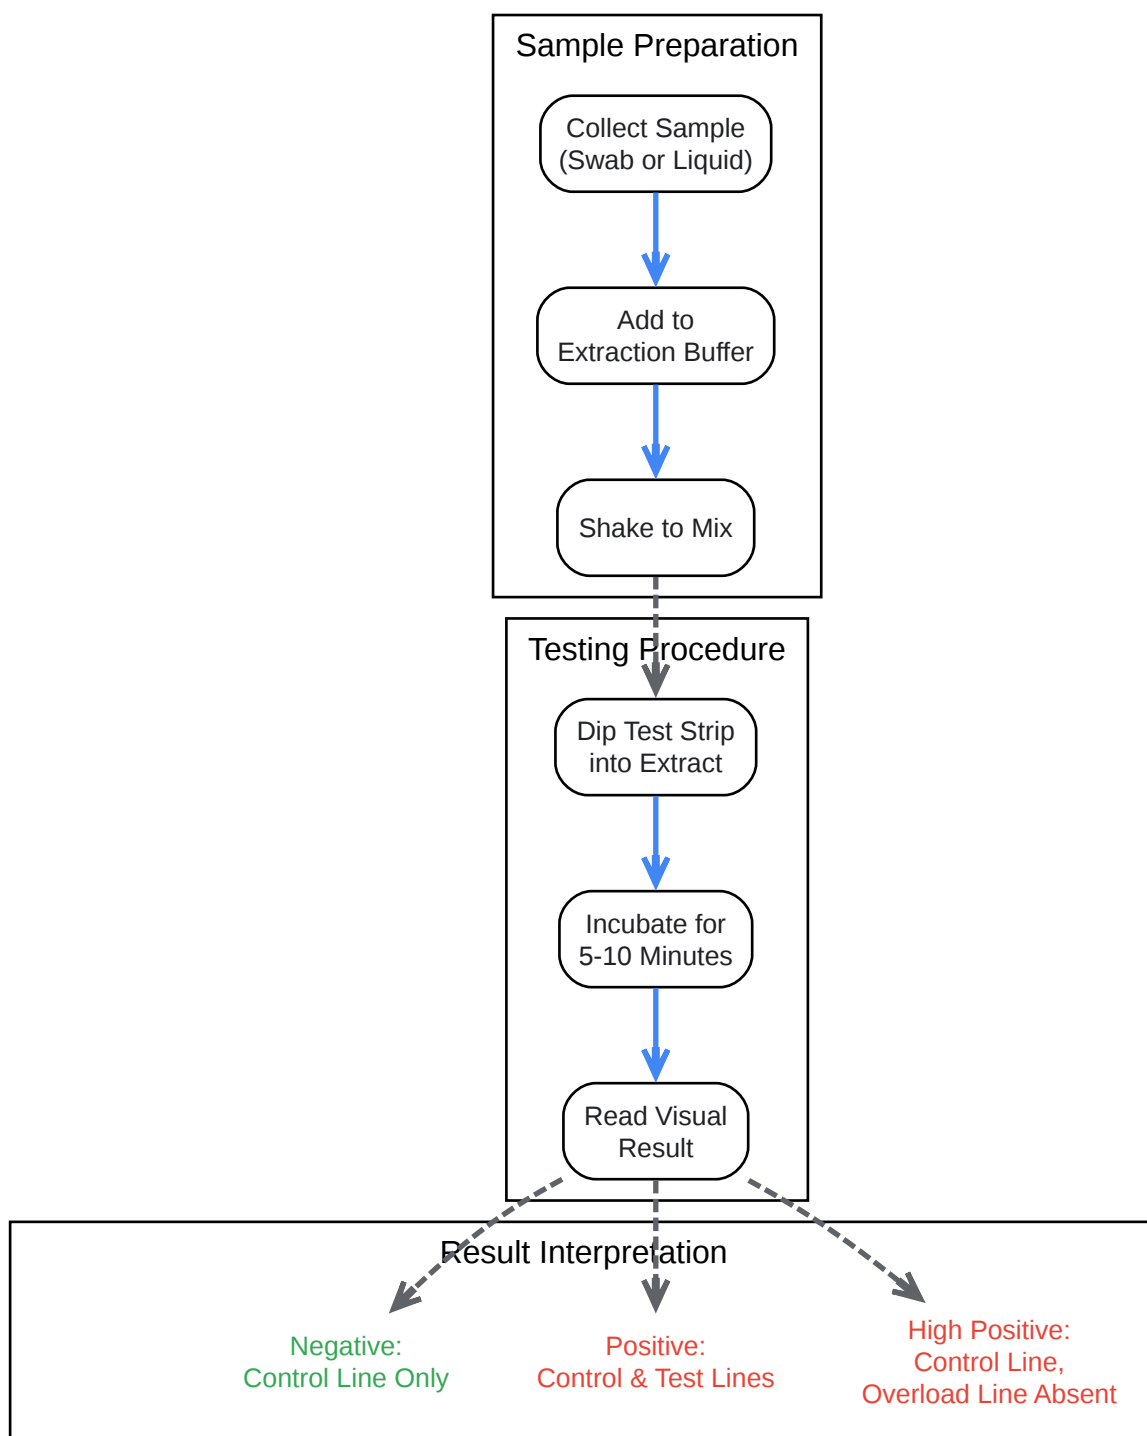 Sample Preparation
Collect Sample
(Swab or Liquid)
Add to
Extraction Buffer
Shake to Mix
Testing Procedure
Dip Test Strip
into Extract
Incubate for
5-10 Minutes
Read Visual
Result
Result Interpretation
Negative:
Control Line Only
Positive:
Control & Test Lines
High Positive:
Control Line,
Overload Line Absent